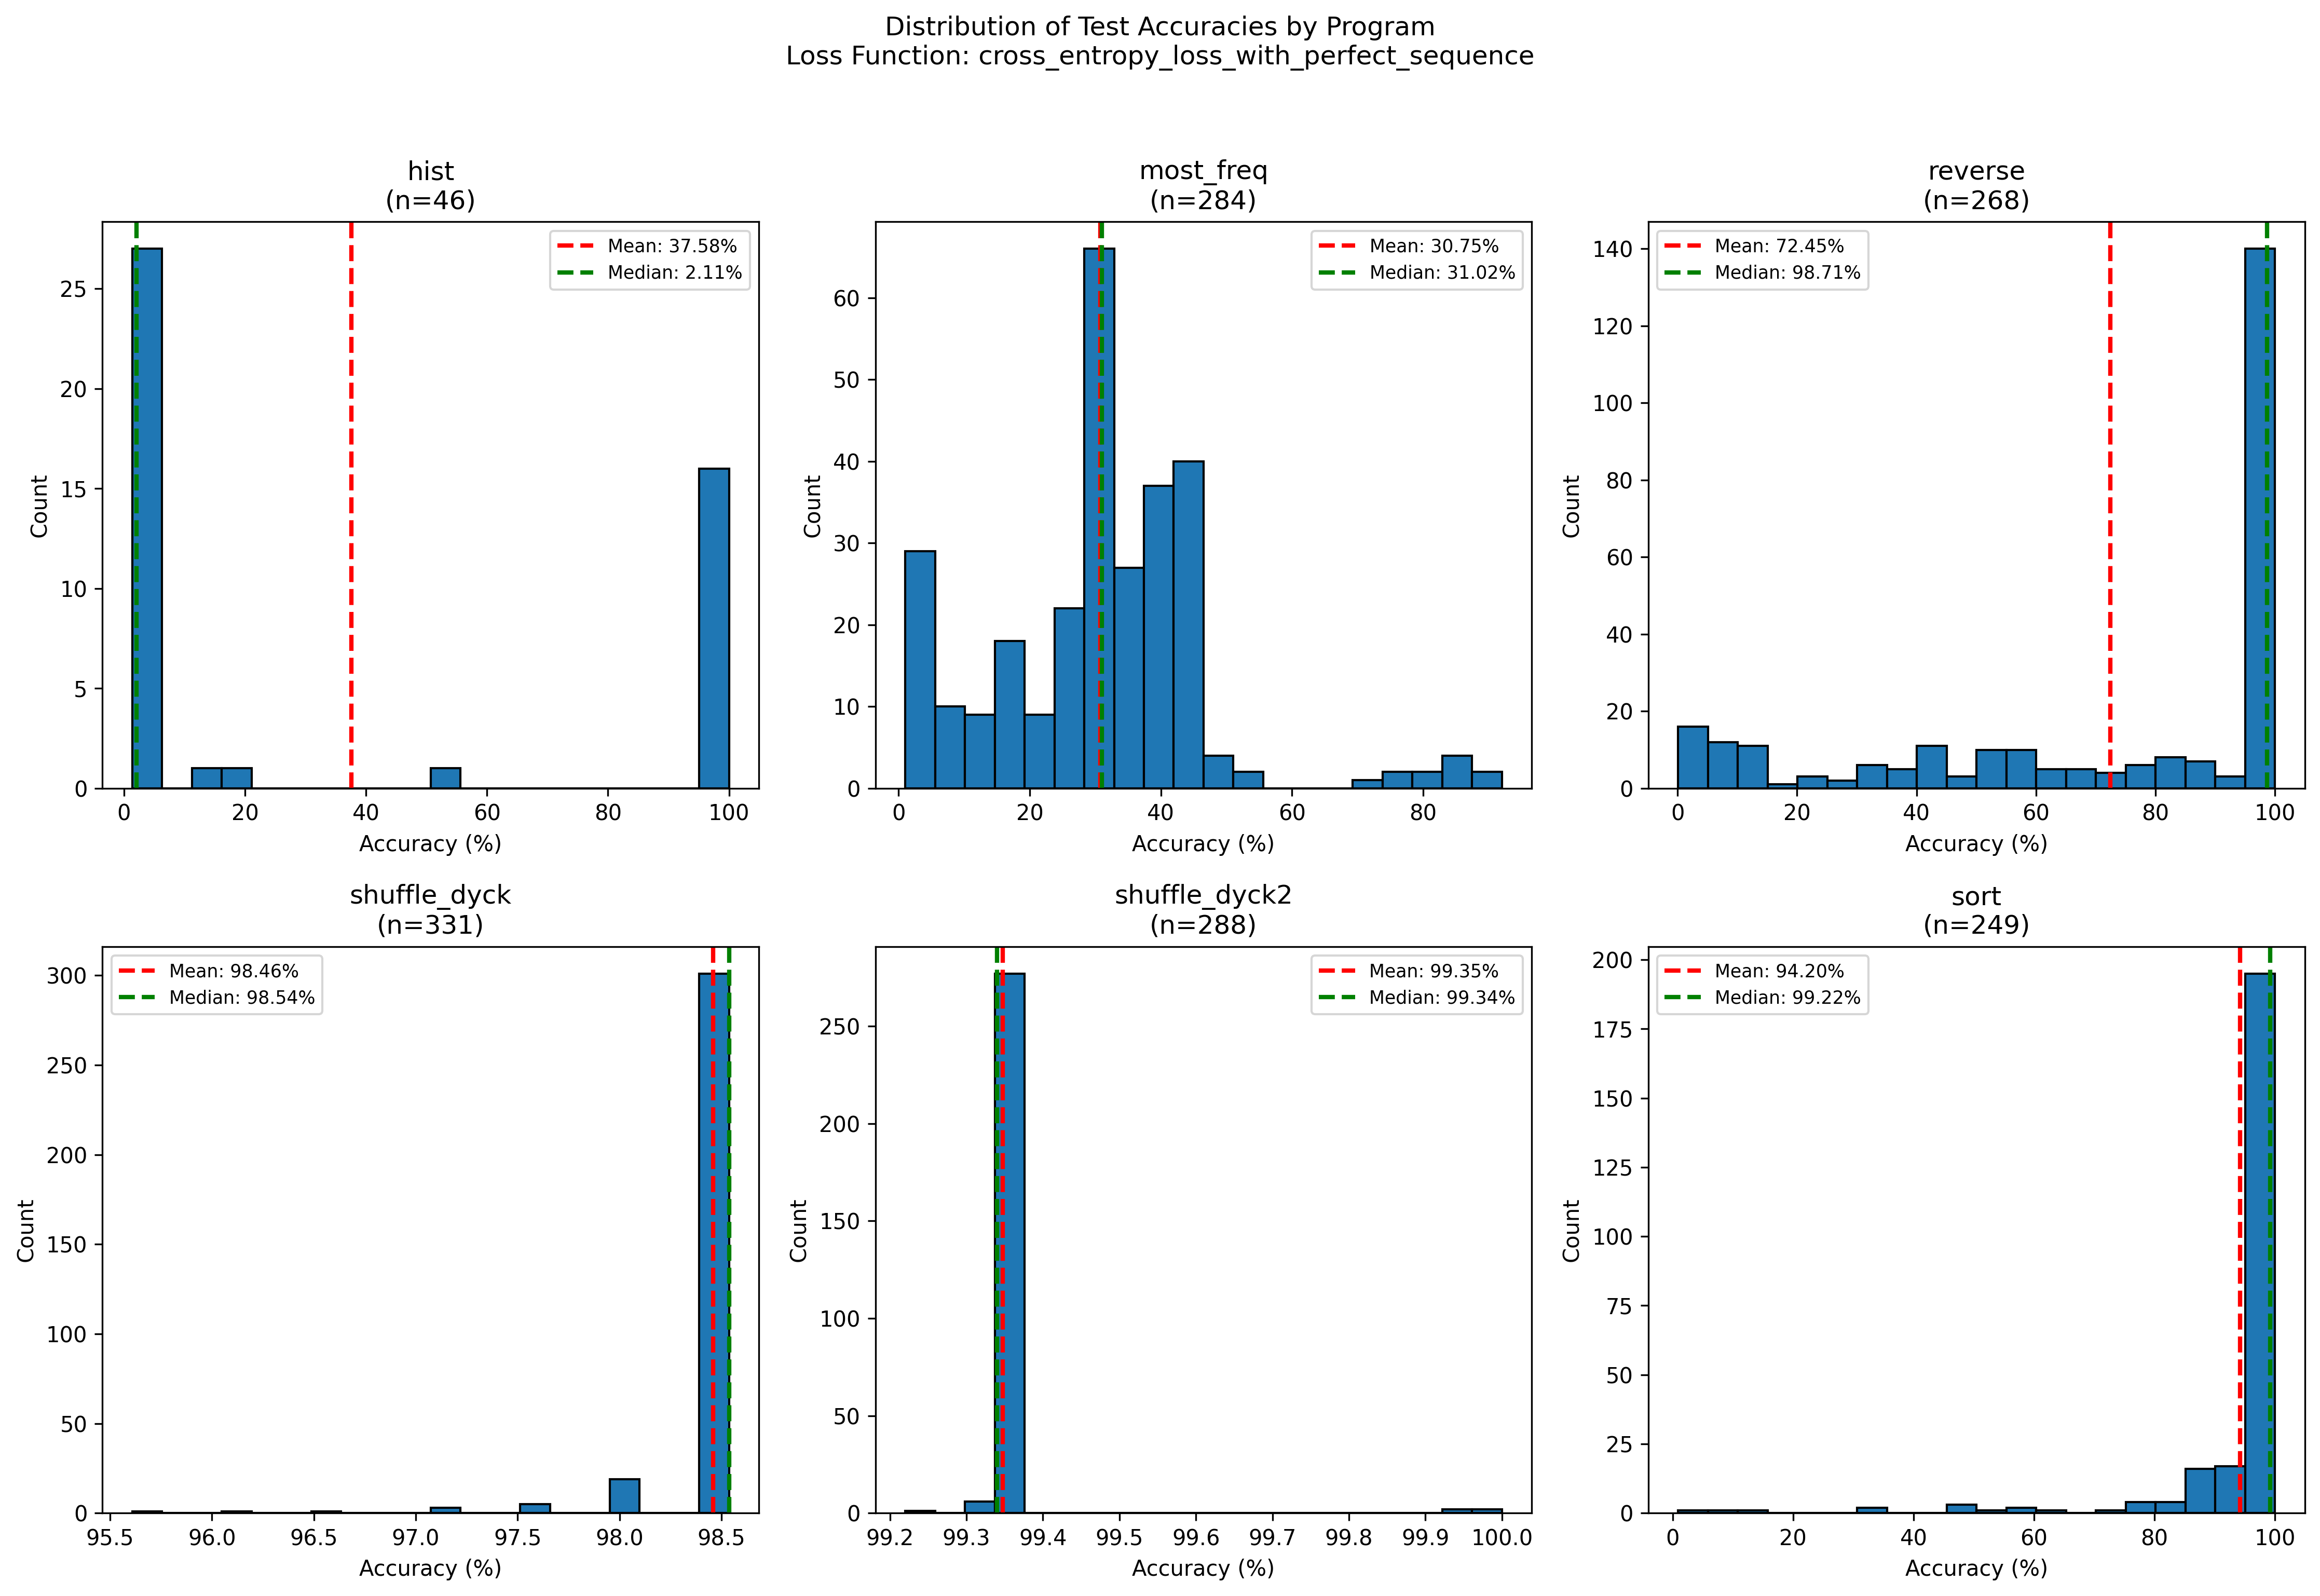 Distribution of Test Accuracies by Program
Loss Function: cross_entropy_loss_with_perfect_sequence
hist
(n=46)
Mean: 37.58%
Median: 2.11%
Count
0
5
10
15
20
25
0 20 40 60 80 100
Accuracy (%)
most_freq
(n=284)
Mean: 30.75%
Median: 31.02%
Count
0
10
20
30
40
50
60
0 20 40 60 80
Accuracy (%)
reverse
(n=268)
Mean: 72.45%
Median: 98.71%
Count
0
20
40
60
80
100
120
140
0 20 40 60 80 100
Accuracy (%)
shuffle_dyck
(n=331)
Mean: 98.46%
Median: 98.54%
Count
0
50
100
150
200
250
300
95.5 96.0 96.5 97.0 97.5 98.0 98.5
Accuracy (%)
shuffle_dyck2
(n=288)
Mean: 99.35%
Median: 99.34%
Count
0
50
100
150
200
250
99.2 99.3 99.4 99.5 99.6 99.7 99.8 99.9 100.0
Accuracy (%)
sort
(n=249)
Mean: 94.20%
Median: 99.22%
Count
0
25
50
75
100
125
150
175
200
0 20 40 60 80 100
Accuracy (%)